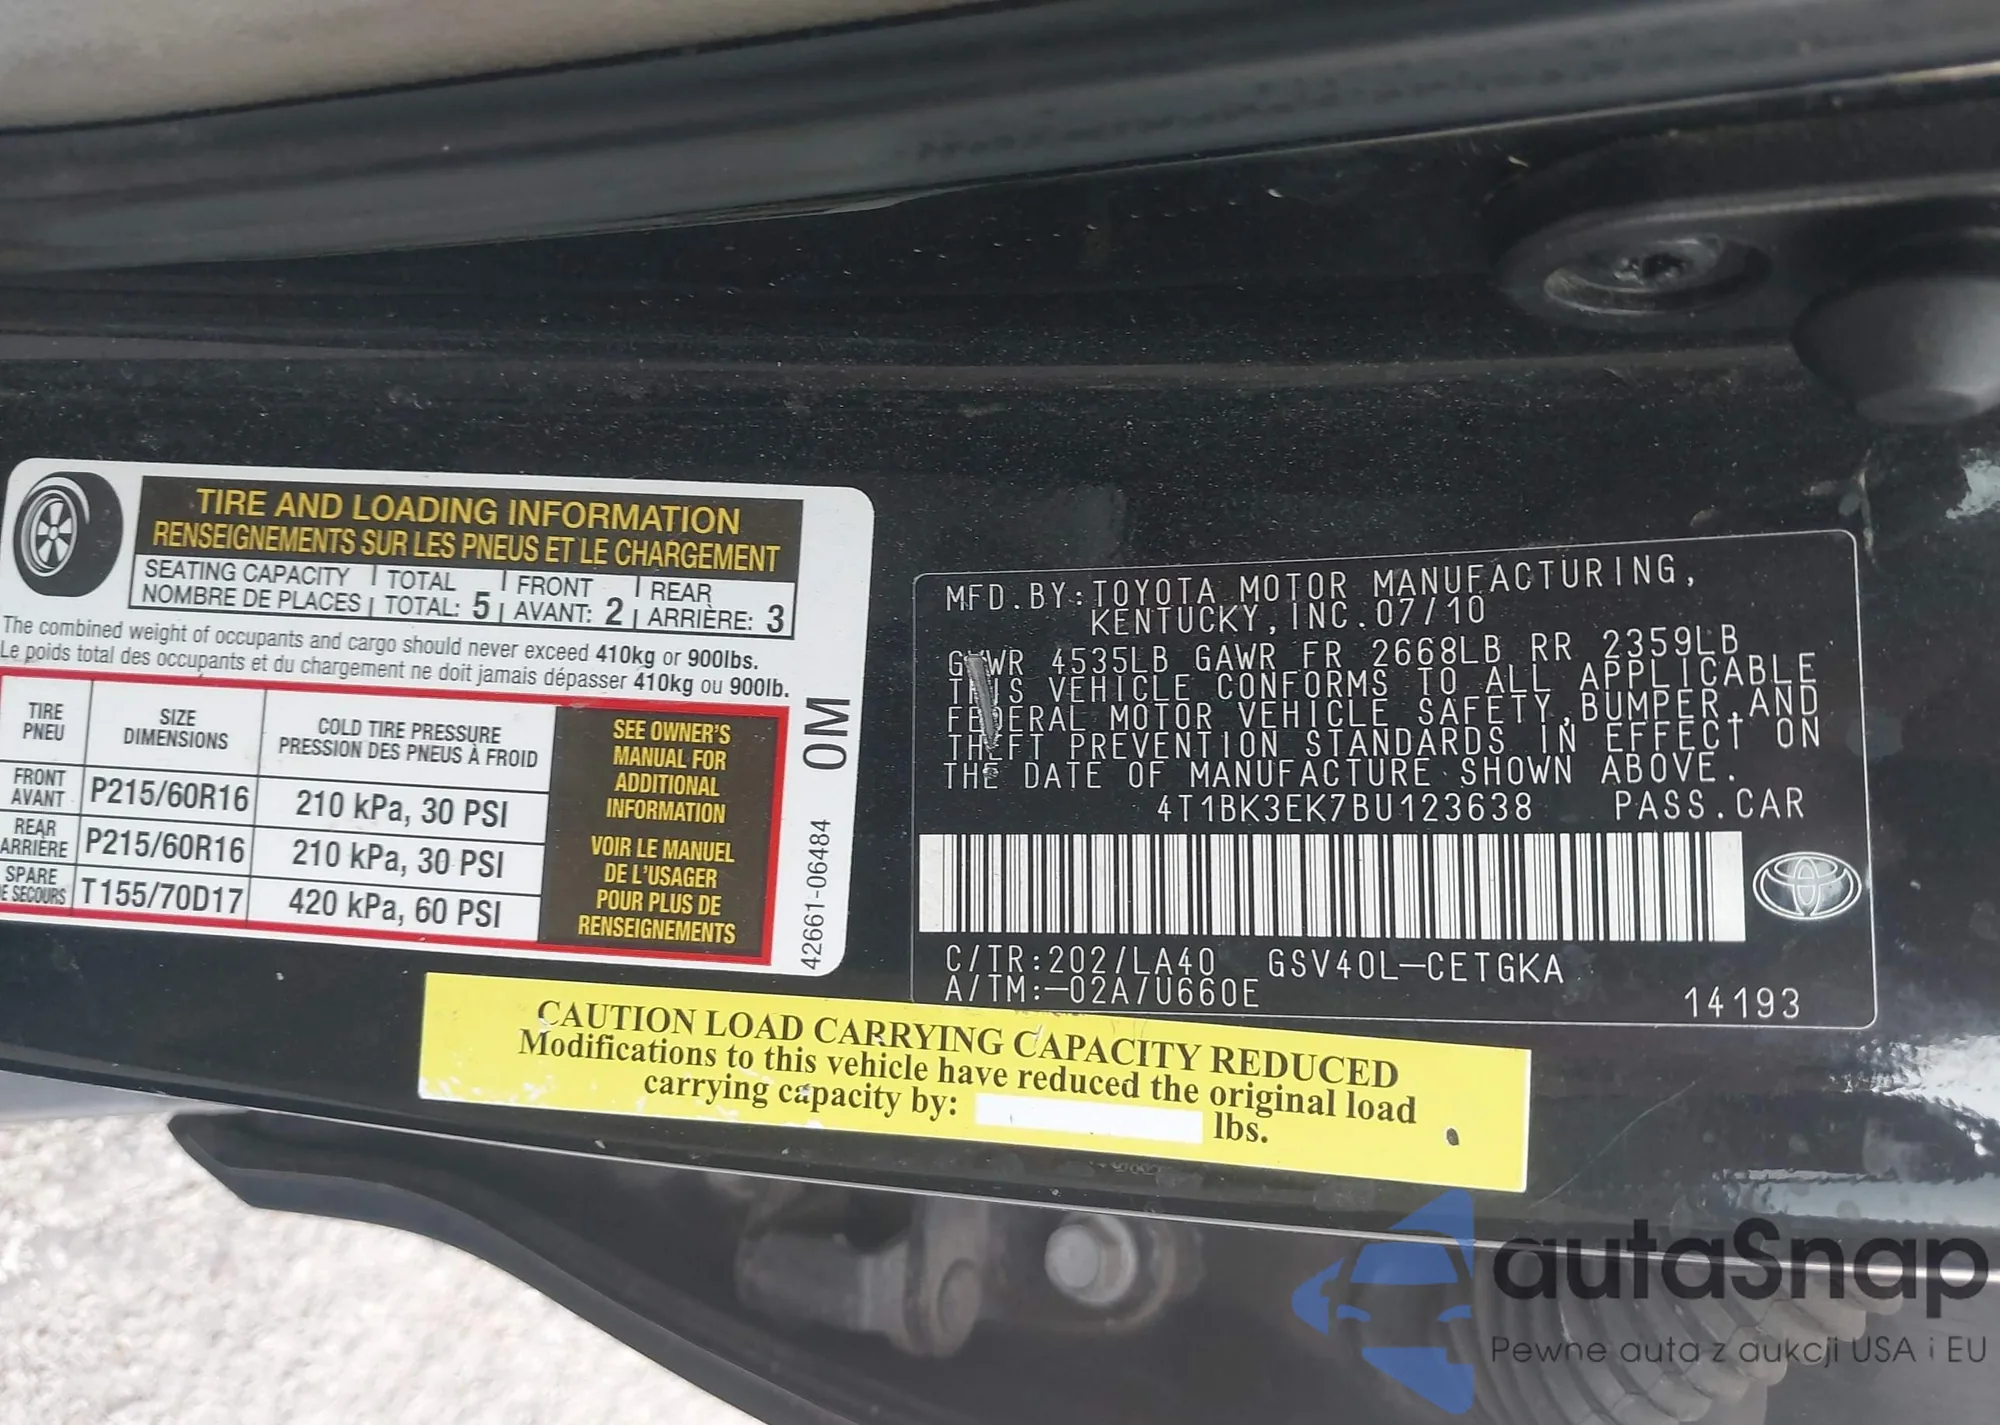 TIRE AND LOADING INFORMATION
RENSEIGNEMENTS SUR LES PNEUS ET LE CHARGEMENT
SEATING CAPACITY | TOTAL | FRONT | REAR
NOMBRE DE PLACES | TOTAL: 5 | AVANT: 2 | ARRIÈRE: 3
The combined weight of occupants and cargo should never exceed 410kg or 900lbs.
Le poids total des occupants et du chargement ne doit jamais dépasser 410kg ou 900lb.
TIRE
PNEU
SIZE
DIMENSIONS
COLD TIRE PRESSURE
PRESSION DES PNEUS À FROID
FRONT
AVANT
P215/60R16
210 kPa, 30 PSI
REAR
ARRIÈRE
P215/60R16
210 kPa, 30 PSI
SPARE
DE SECOURS
T155/70D17
420 kPa, 60 PSI
SEE OWNER'S
MANUAL FOR
ADDITIONAL
INFORMATION
VOIR LE MANUEL
DE L'USAGER
POUR PLUS DE
RENSEIGNEMENTS
0M
42661-06484
MFD.BY:TOYOTA MOTOR MANUFACTURING,
KENTUCKY,INC.07/10
GVWR 4535LB GAWR FR 2668LB RR 2359LB
THIS VEHICLE CONFORMS TO ALL APPLICABLE
FEDERAL MOTOR VEHICLE SAFETY,BUMPER,AND
THEFT PREVENTION STANDARDS IN EFFECT ON
THE DATE OF MANUFACTURE SHOWN ABOVE.
4T1BK3EK7BU123638 PASS.CAR
C/TR:202/LA40 GSV40L-CETGKA
A/TM:-02A/U660E
14193
CAUTION LOAD CARRYING CAPACITY REDUCED
Modifications to this vehicle have reduced the original load
carrying capacity by: lbs.
autaSnap
Pewne auta z aukcji USA i EU